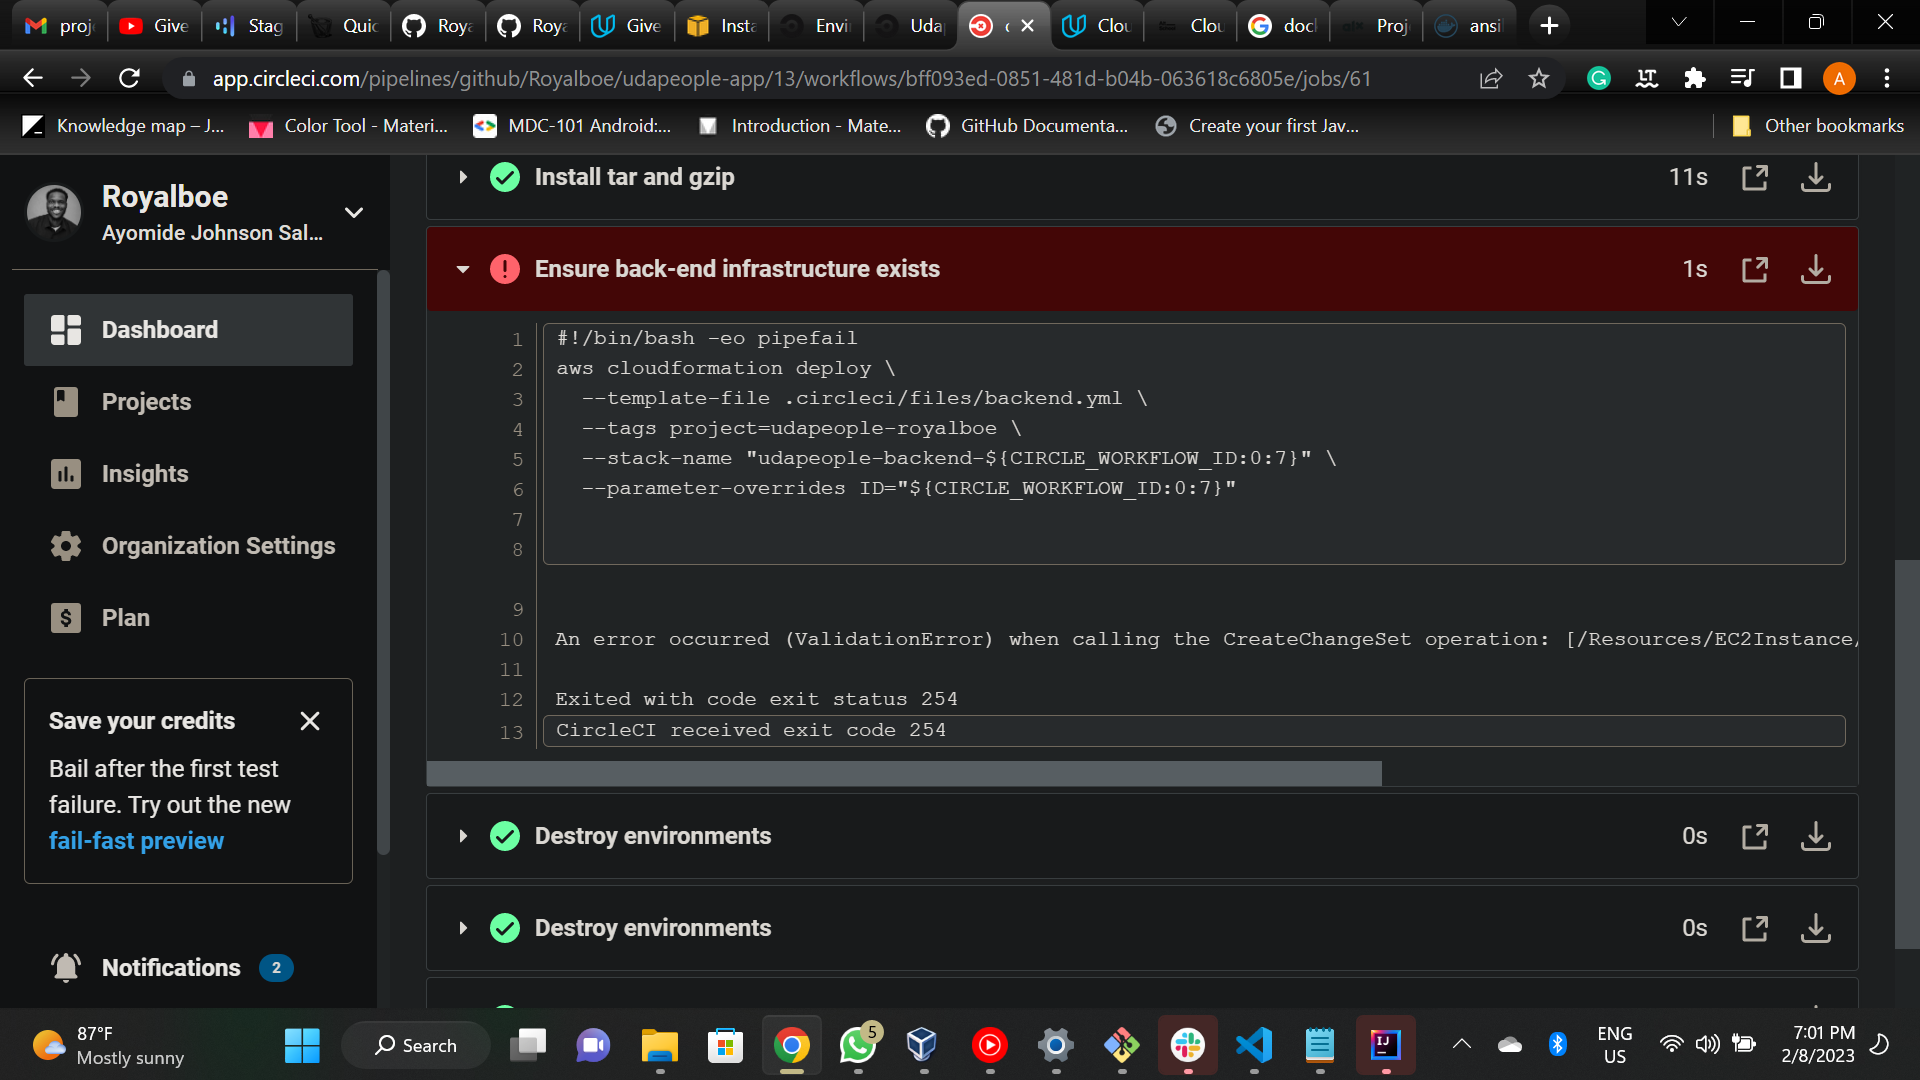 proj
Give
Stag
Quic
Roya
Roya
Give
Insta
Envi
Uda
Clou
Clou
doc
Proj
ansi
app.circleci.com/pipelines/github/Royalboe/udapeople-app/13/workflows/bff093ed-0851-481d-b04b-063618c6805e/jobs/61
A
Knowledge map – J...
Color Tool - Materi...
MDC-101 Android:...
Introduction - Mate...
GitHub Documenta...
Create your first Jav...
Other bookmarks
Royalboe
Ayomide Johnson Sal...
Dashboard
Projects
Insights
Organization Settings
Plan
Save your credits
Bail after the first test
failure. Try out the new
fail-fast preview
Notifications 2
Install tar and gzip 11s
Ensure back-end infrastructure exists 1s
1 #!/bin/bash -eo pipefail
2 aws cloudformation deploy \
3 --template-file .circleci/files/backend.yml \
4 --tags project=udapeople-royalboe \
5 --stack-name "udapeople-backend-${CIRCLE_WORKFLOW_ID:0:7}" \
6 --parameter-overrides ID="${CIRCLE_WORKFLOW_ID:0:7}"
7
8
9
10 An error occurred (ValidationError) when calling the CreateChangeSet operation: [/Resources/EC2Instance/
11
12 Exited with code exit status 254
13 CircleCI received exit code 254
Destroy environments 0s
Destroy environments 0s
87°F
Mostly sunny
Search
5
ENG
US
7:01 PM
2/8/2023